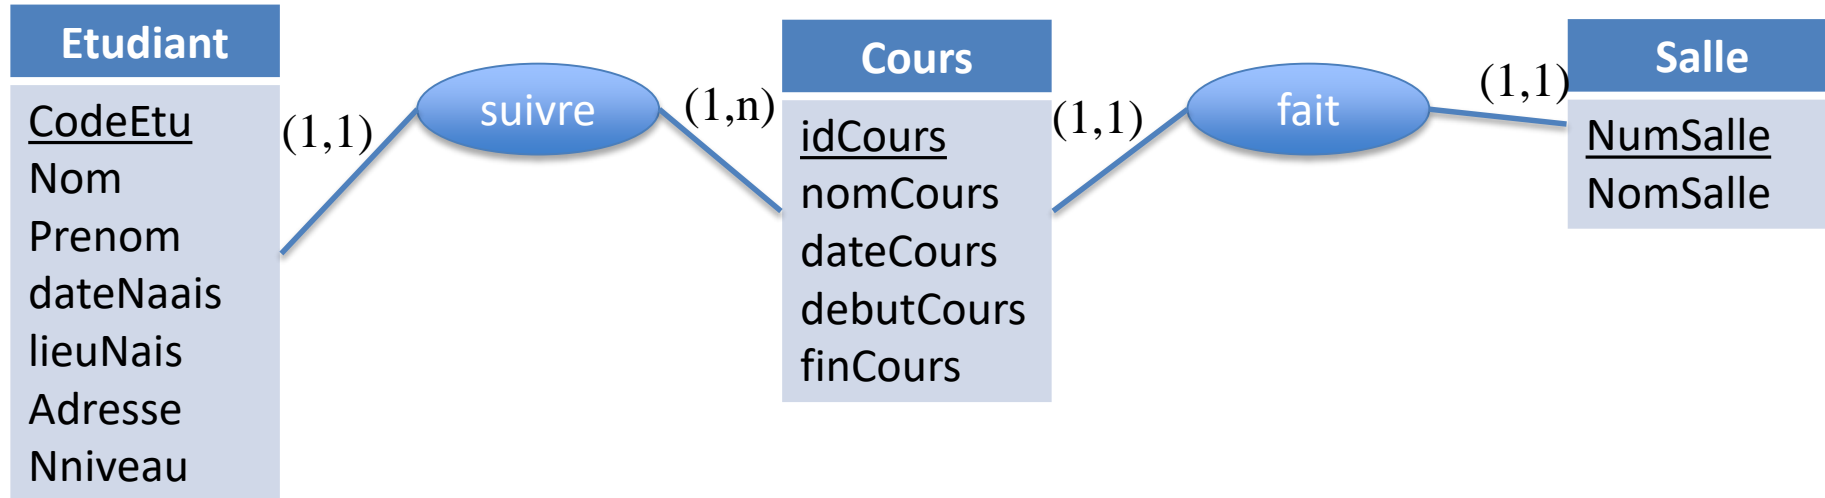 Etudiant
CodeEtu
Nom
Prenom
dateNaais
lieuNais
Adresse
Nniveau
(1,1)
suivre
(1,n)
Cours
idCours
nomCours
dateCours
debutCours
finCours
(1,1)
fait
(1,1)
Salle
NumSalle
NomSalle